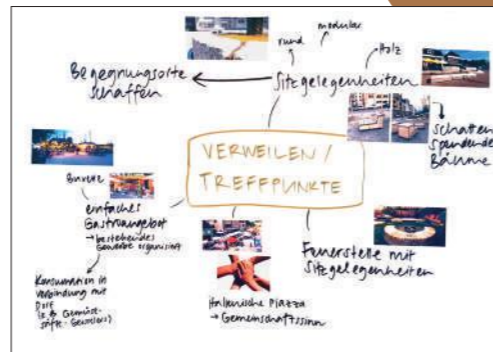 modular
rund
Holz
Begegnungsorte
schaffen
Sitzgelegenheiten
Schatten
spendende
Bäume
VERWEILEN /
TREFFPUNKTE
Buvette
einfaches
Gastroangebot
→ bestehendes
Gewerbe organisiert
Konsumation in
Verbindung mit
Dorf
Feuerstelle mit
Sitzgelegenheiten
Italienische Piazza
→ Gemeinschaftssinn